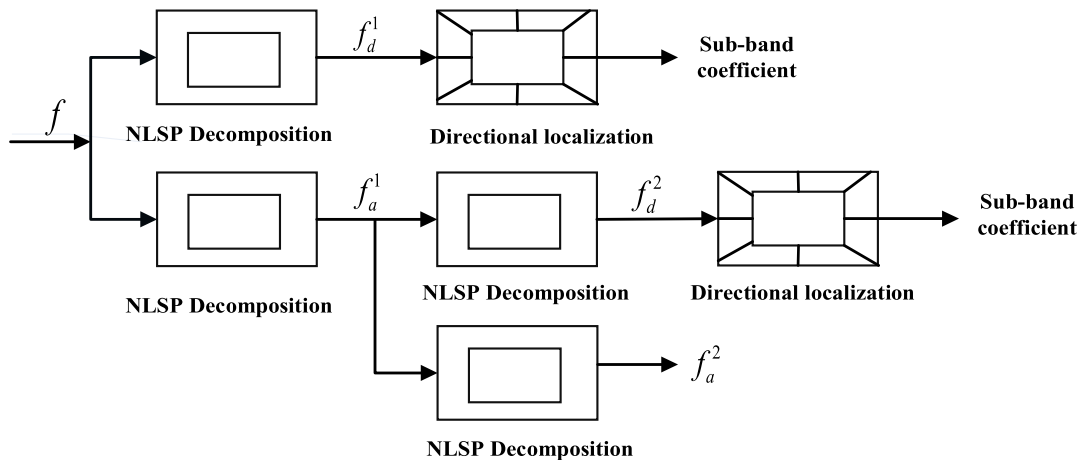 f
f_d^1
Sub-band
coefficient
NLSP Decomposition
Directional localization
f_a^1
f_d^2
Sub-band
coefficient
NLSP Decomposition
NLSP Decomposition
Directional localization
f_a^2
NLSP Decomposition